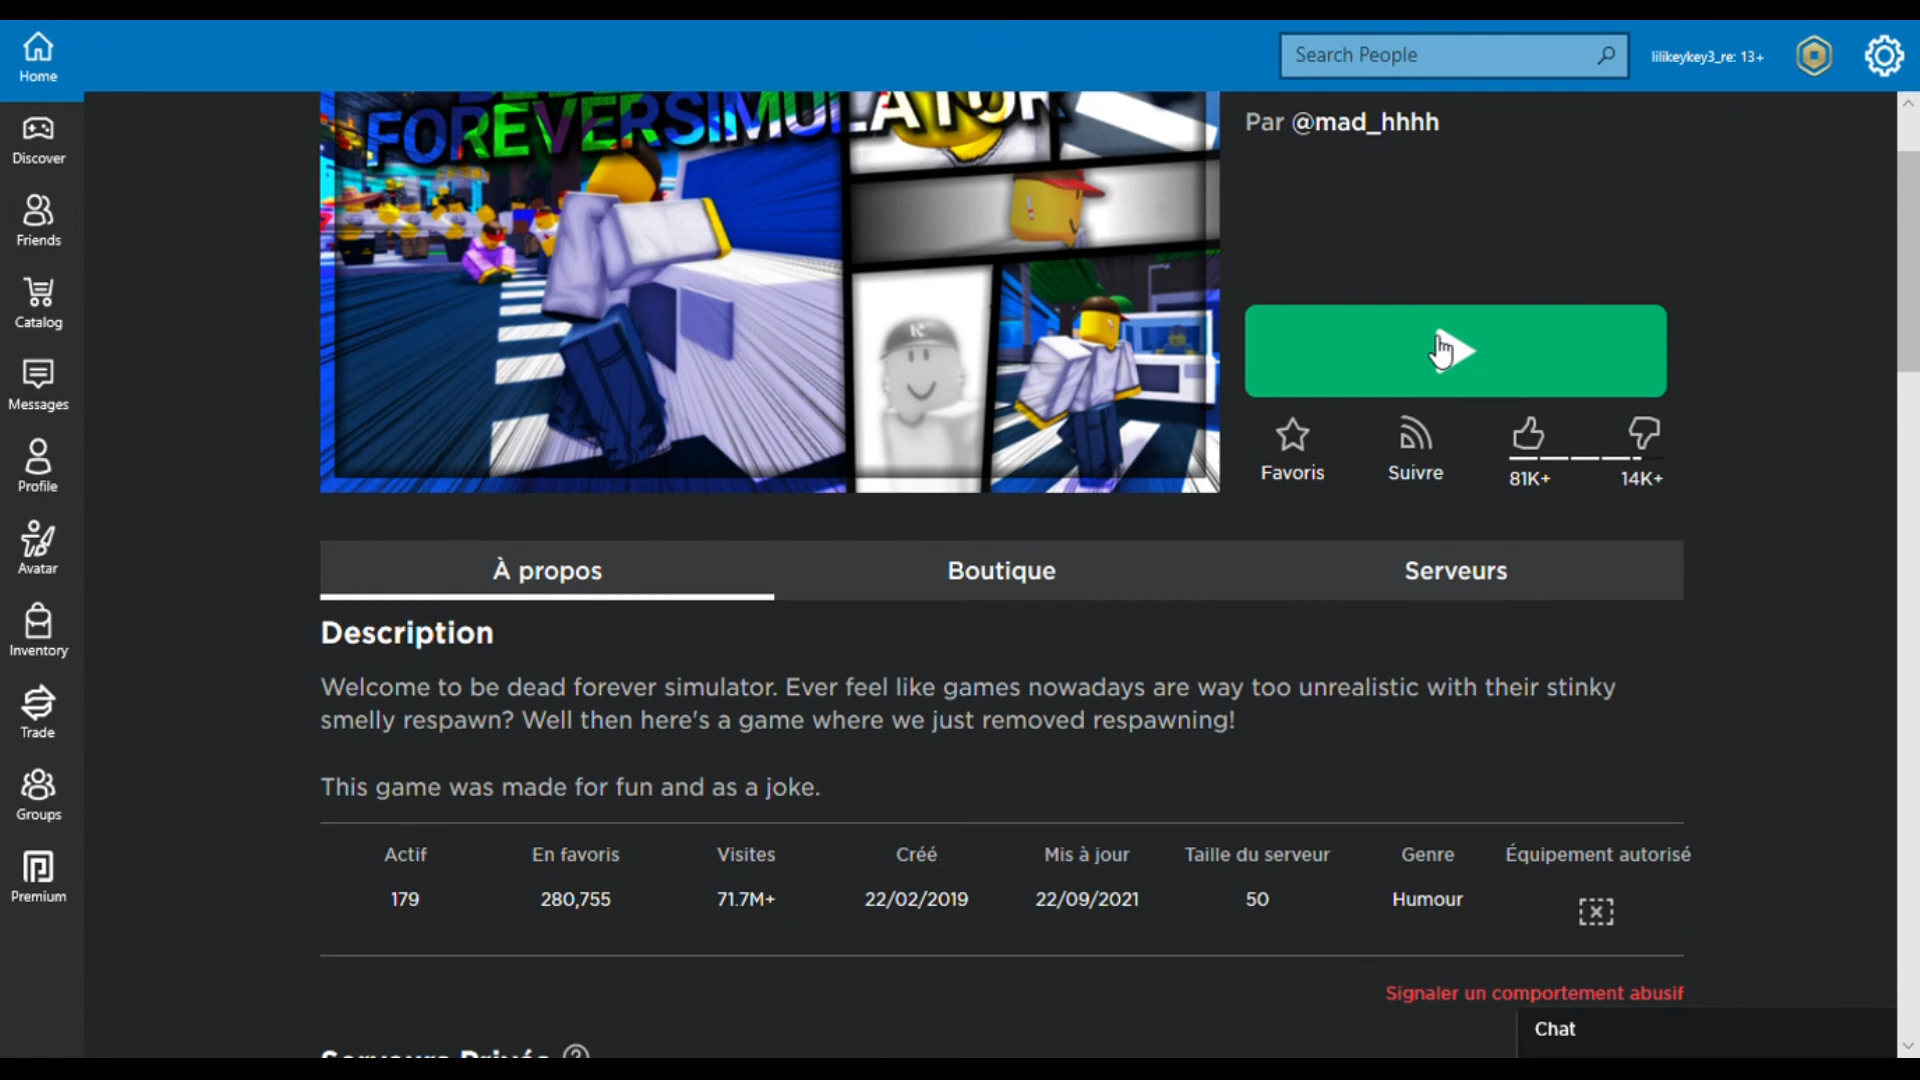 Home
Search People
lilikeykey3_re: 13+
Discover
Friends
Catalog
Messages
Profile
Avatar
Inventory
Trade
Groups
Premium
FOREVER SIMULATOR
R
Par @mad_hhhh
Favoris
Suivre
81K+
14K+
À propos
Boutique
Serveurs
Description
Welcome to be dead forever simulator. Ever feel like games nowadays are way too unrealistic with their stinky
smelly respawn? Well then here's a game where we just removed respawning!
This game was made for fun and as a joke.
Actif
En favoris
Visites
Créé
Mis à jour
Taille du serveur
Genre
Équipement autorisé
179
280,755
71.7M+
22/02/2019
22/09/2021
50
Humour
Signaler un comportement abusif
Chat
Serveurs Privés